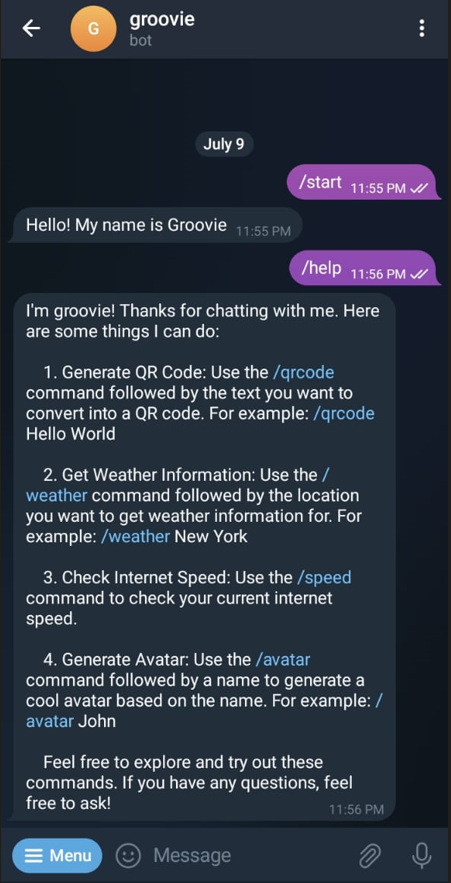 groovie
G
bot
July 9
/start 11:55 PM
Hello! My name is Groovie 11:55 PM
/help 11:56 PM
I'm groovie! Thanks for chatting with me. Here
are some things I can do:
1. Generate QR Code: Use the /qrcode
command followed by the text you want to
convert into a QR code. For example: /qrcode
Hello World
2. Get Weather Information: Use the /
weather command followed by the location
you want to get weather information for. For
example: /weather New York
3. Check Internet Speed: Use the /speed
command to check your current internet
speed.
4. Generate Avatar: Use the /avatar
command followed by a name to generate a
cool avatar based on the name. For example: /
avatar John
Feel free to explore and try out these
commands. If you have any questions, feel
free to ask!
11:56 PM
Menu
Message